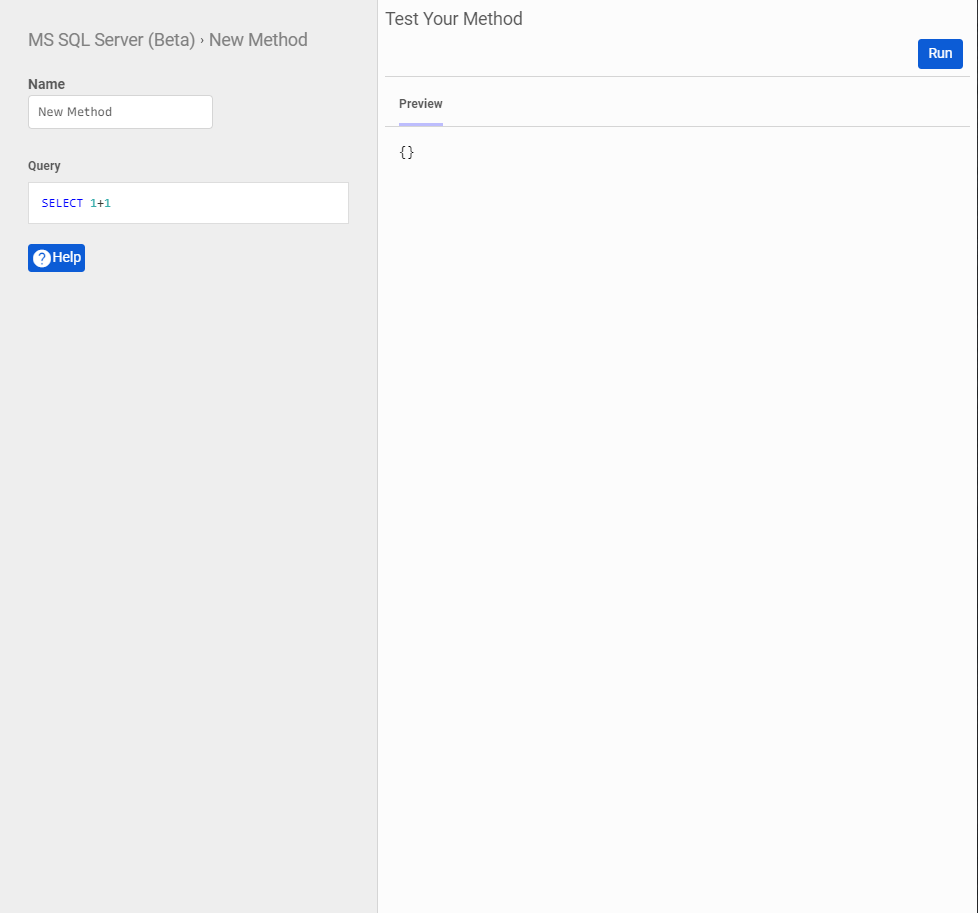 MS SQL Server (Beta) › New Method
Name
New Method
Query
SELECT 1+1
? Help
Test Your Method
Run
Preview
{}